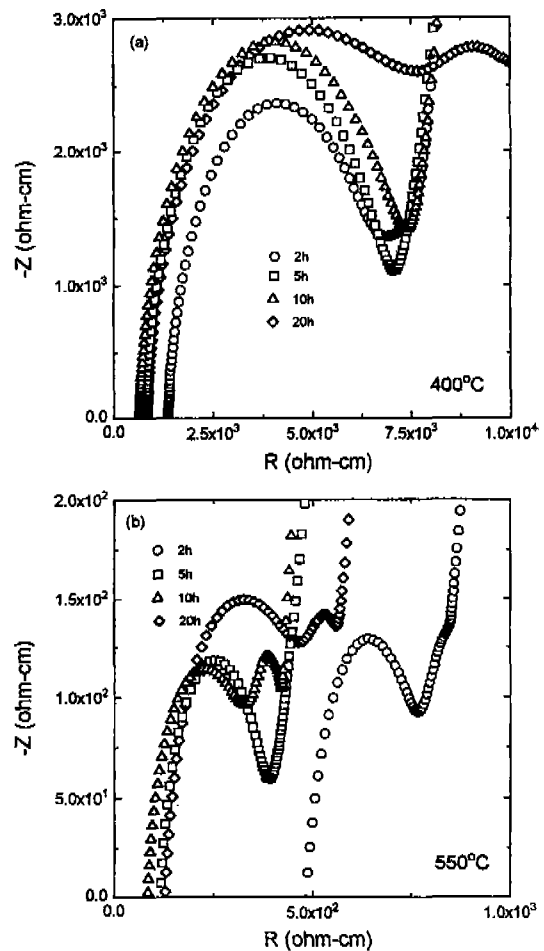 (a)
3.0x10³
2.0x10³
1.0x10³
0.0
-Z (ohm-cm)
2h
5h
10h
20h
400°C
0.0
2.5x10³
5.0x10³
7.5x10³
1.0x10⁴
R (ohm-cm)
(b)
2.0x10²
1.5x10²
1.0x10²
5.0x10¹
0.0
-Z (ohm-cm)
2h
5h
10h
20h
550°C
0.0
5.0x10²
1.0x10³
R (ohm-cm)